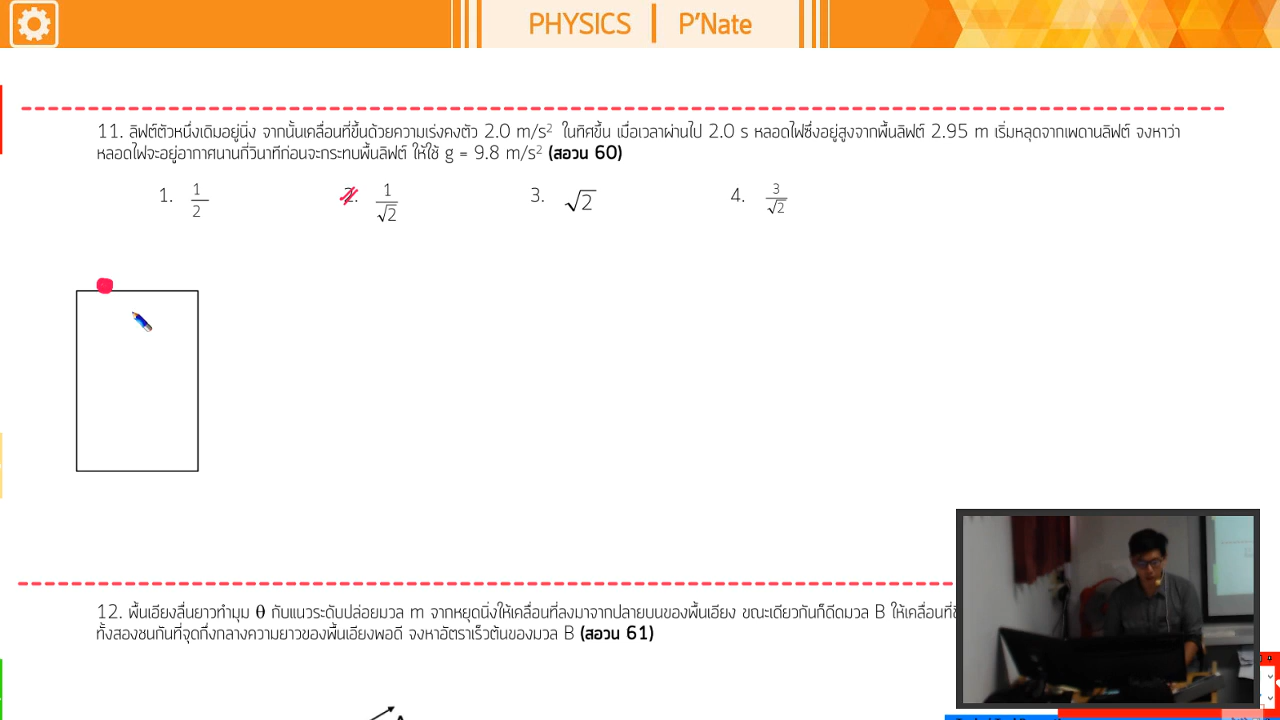 PHYSICS | P'Nate
11. ลิฟต์ตัวหนึ่งเดิมอยู่นิ่ง จากนั้นเคลื่อนที่ขึ้นด้วยความเร่งคงตัว 2.0 m/s² ในทิศขึ้น เมื่อเวลาผ่านไป 2.0 s หลอดไฟซึ่งอยู่สูงจากพื้นลิฟต์ 2.95 m เริ่มหลุดจากเพดานลิฟต์ จงหาว่า
หลอดไฟจะอยู่อากาศนานกี่วินาทีก่อนจะกระทบพื้นลิฟต์ ให้ใช้ g = 9.8 m/s² (สอวน 60)
1. 1/2 2. 1/√2 3. √2 4. 3/√2
12. พื้นเอียงลื่นยาวทำมุม θ กับแนวระดับปล่อยมวล m จากหยุดนิ่งให้เคลื่อนที่ลงมาจากปลายบนของพื้นเอียง ขณะเดียวกันก็ดีดมวล B ให้เคลื่อนที่
ทั้งสองชนกันที่จุดกึ่งกลางความยาวของพื้นเอียงพอดี จงหาอัตราเร็วต้นของมวล B (สอวน 61)